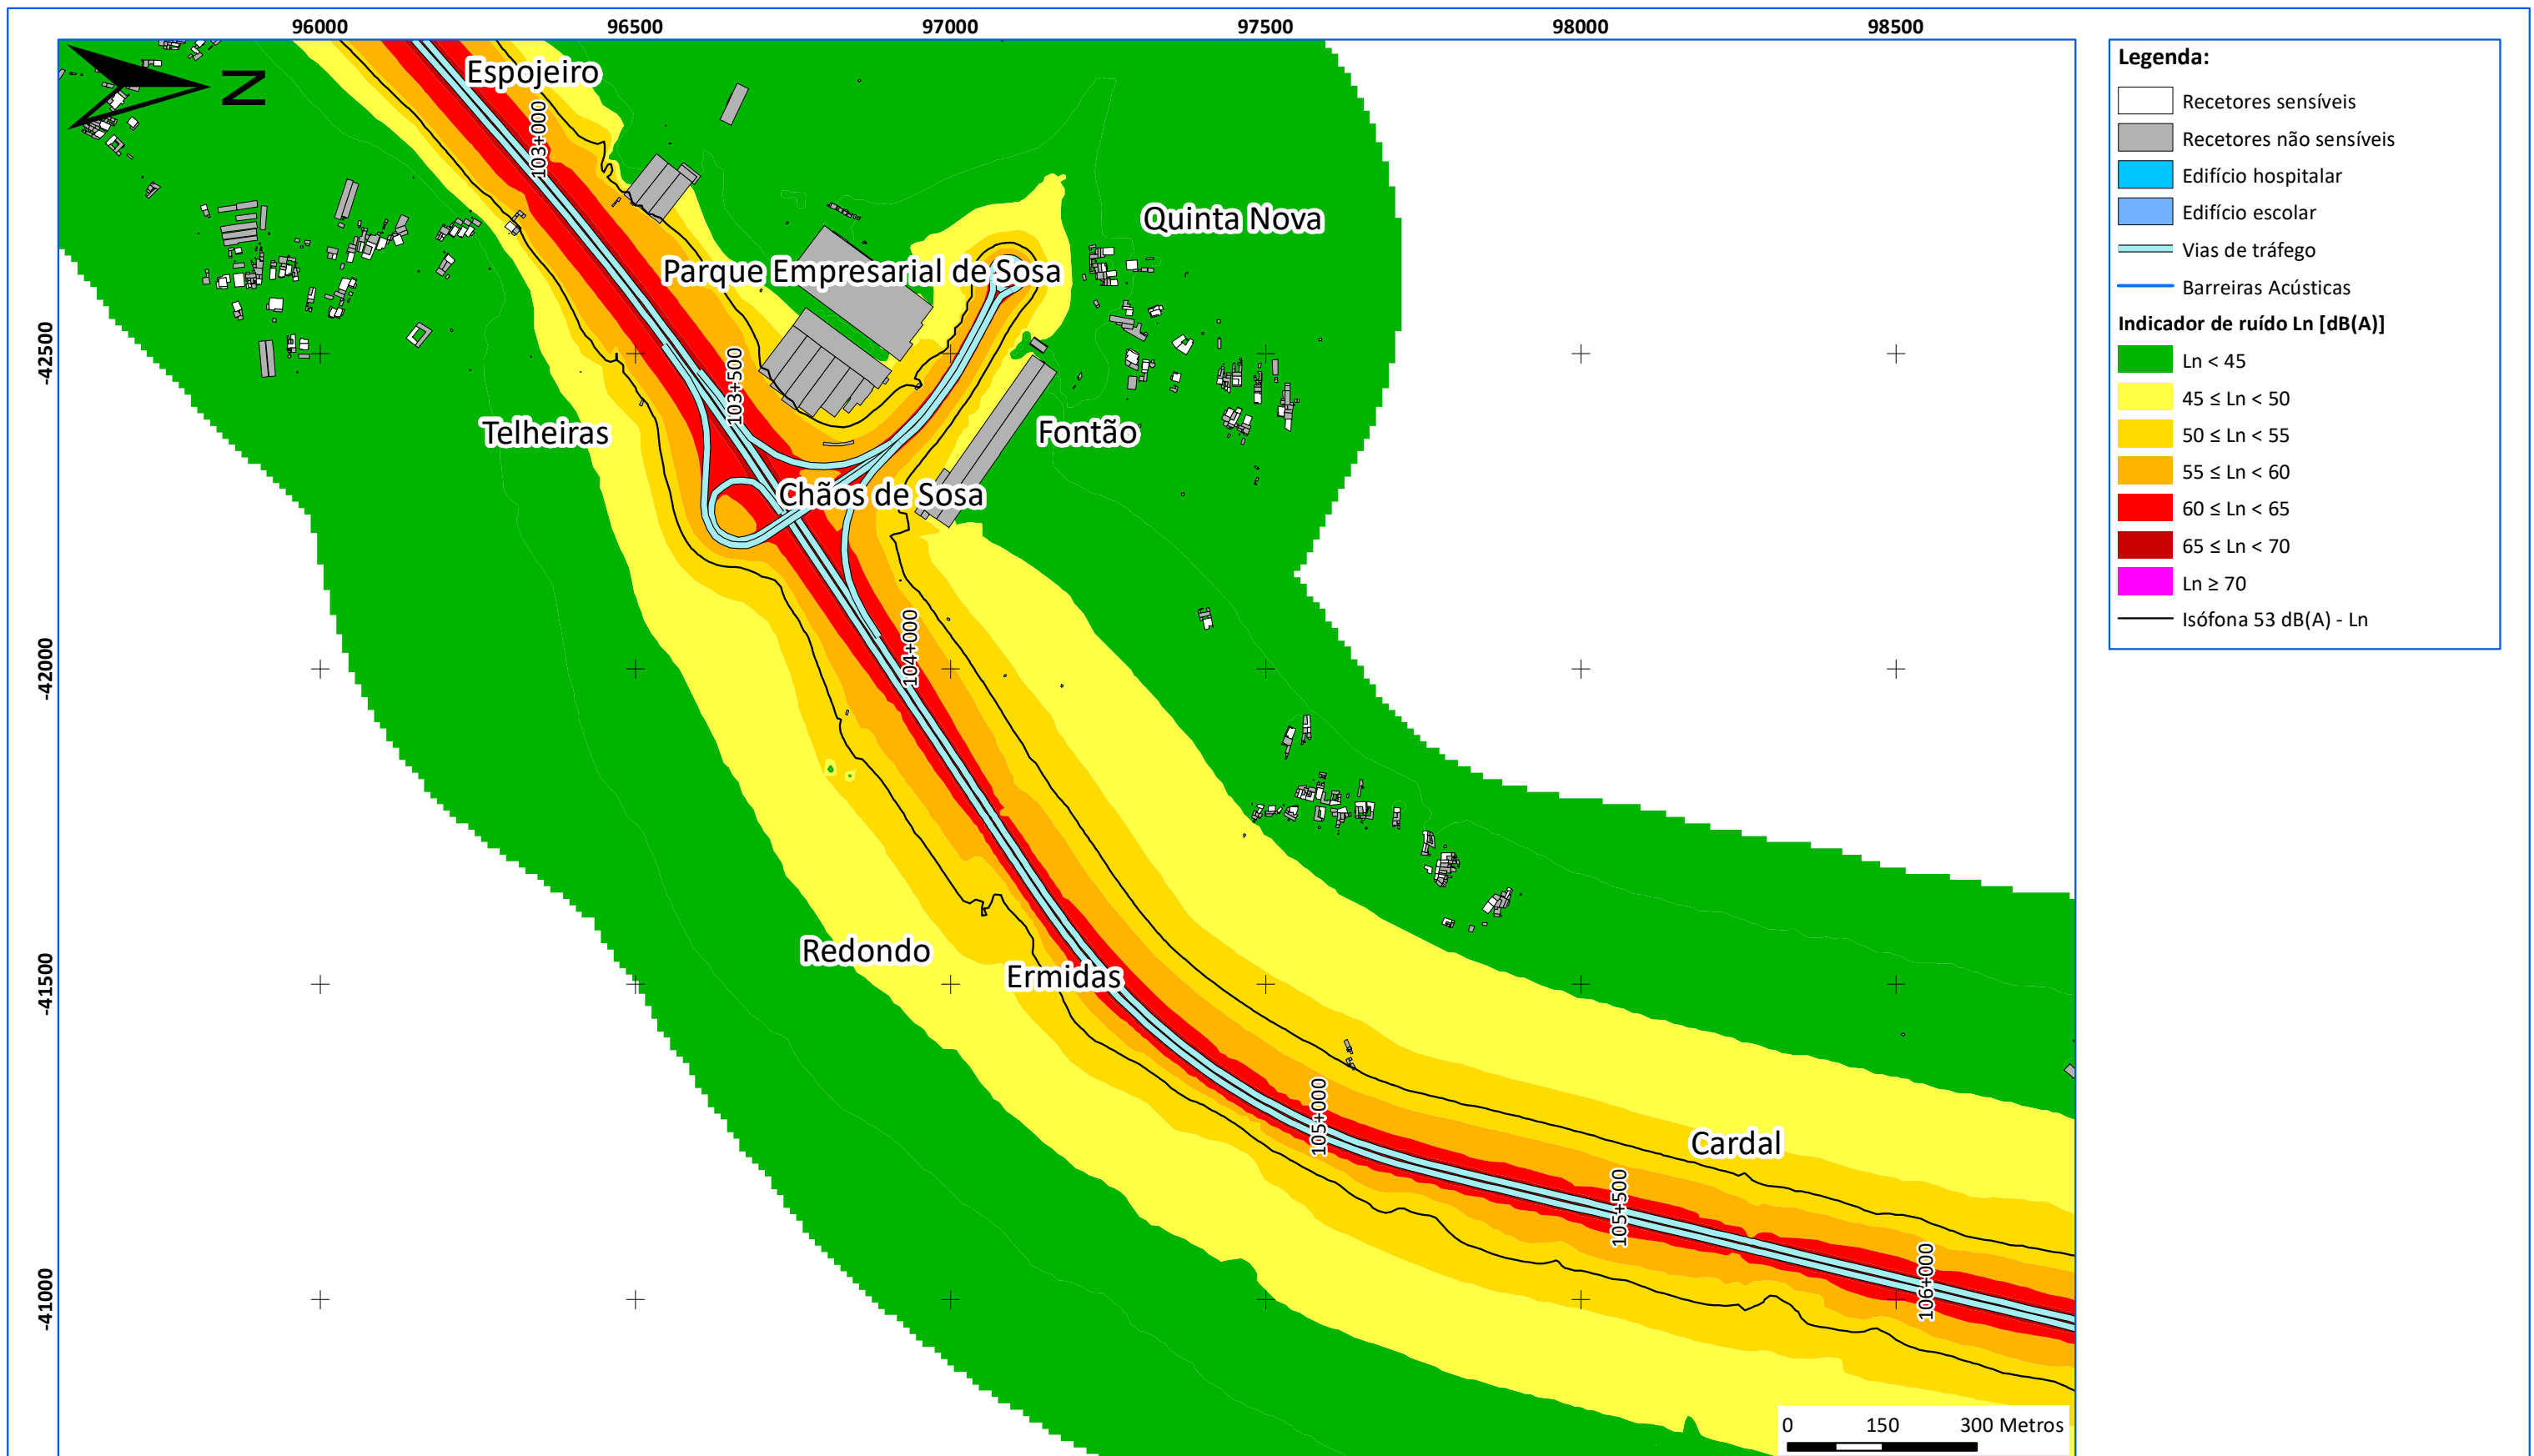 96000 96500 97000 97500 98000 98500
N
Espojeiro
103+000
Quinta Nova
Parque Empresarial de Sosa
-42500
103+500
Telheiras
Fontão
Chãos de Sosa
-42000
104+000
Redondo
Ermidas
-41500
105+000
Cardal
105+500
106+000
-41000
0 150 300 Metros
Legenda:
Recetores sensíveis
Recetores não sensíveis
Edifício hospitalar
Edifício escolar
Vias de tráfego
Barreiras Acústicas
Indicador de ruído Ln [dB(A)]
Ln < 45
45 ≤ Ln < 50
50 ≤ Ln < 55
55 ≤ Ln < 60
60 ≤ Ln < 65
65 ≤ Ln < 70
Ln ≥ 70
Isófona 53 dB(A) - Ln